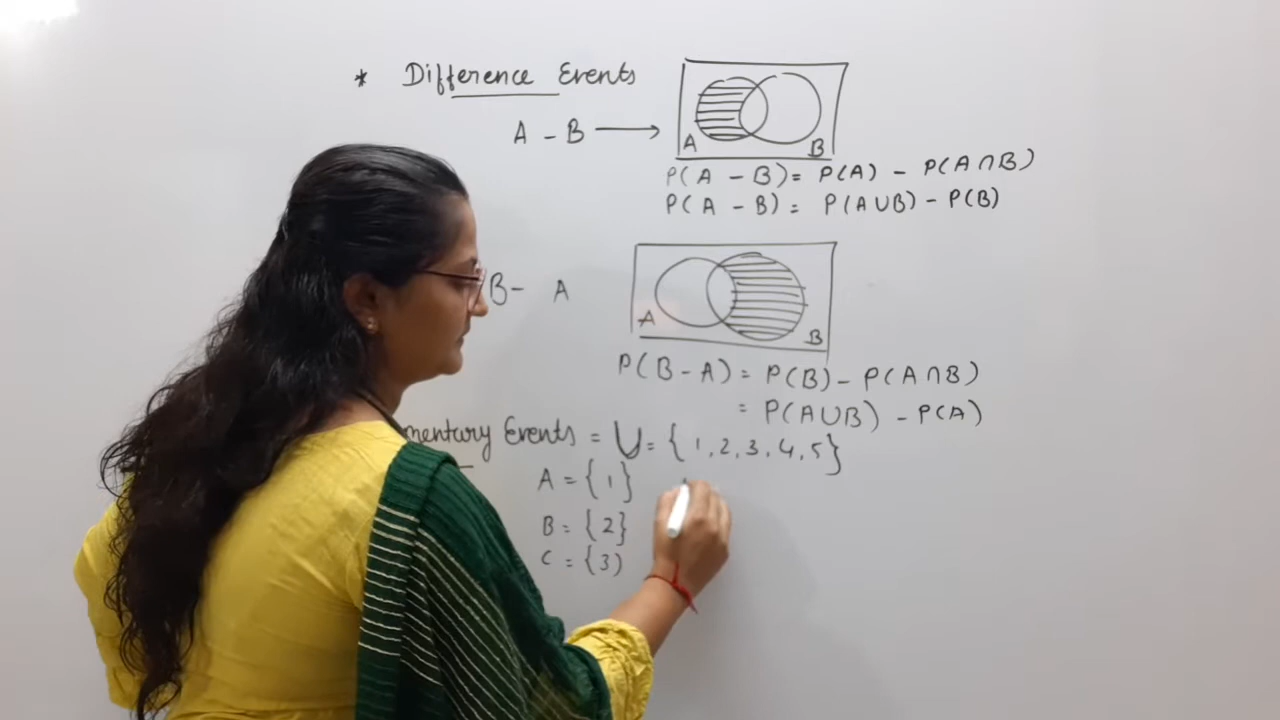 * Difference Events
A - B ⟶
A B
P(A - B) = P(A) - P(A∩B)
P(A - B) = P(A∪B) - P(B)
B - A
A B
P(B - A) = P(B) - P(A∩B)
= P(A∪B) - P(A)
mentary Events = U = {1, 2, 3, 4, 5}
A = {1}
B = {2}
C = {3)